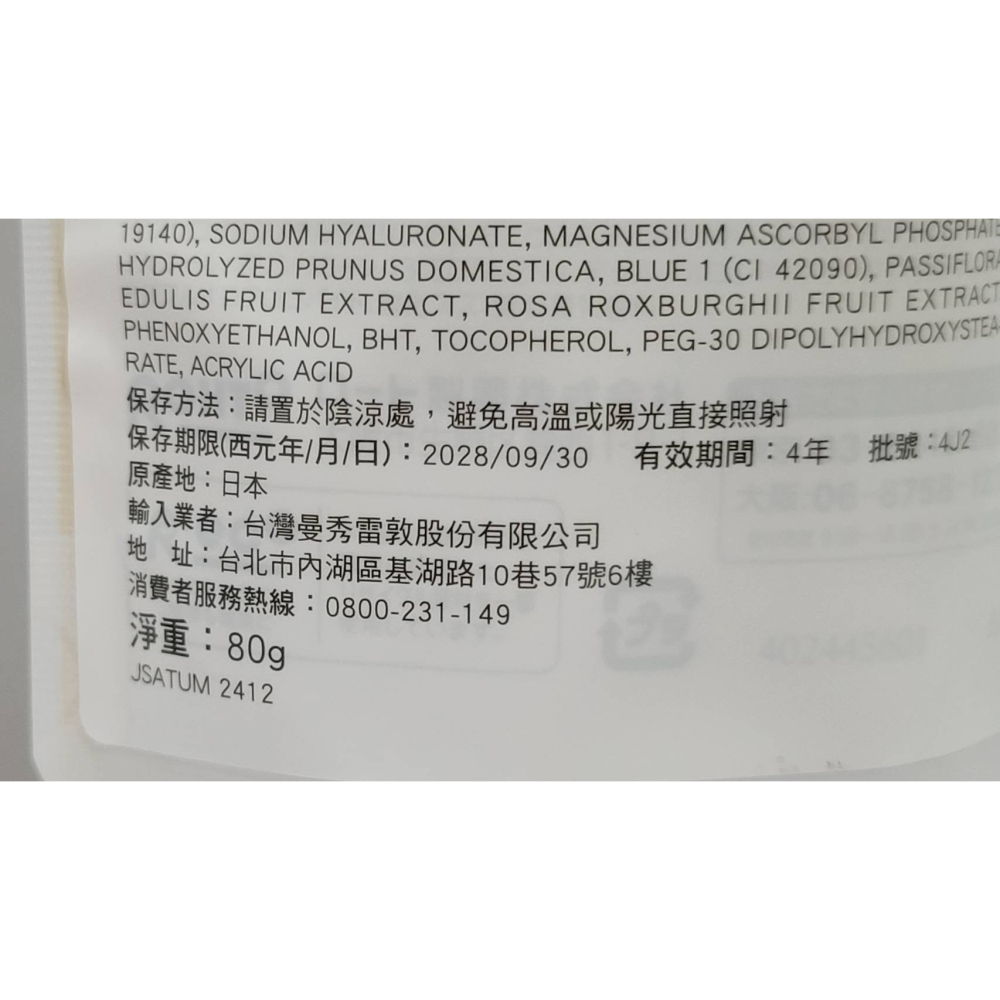 19140), SODIUM HYALURONATE, MAGNESIUM ASCORBYL PHOSPHATE
HYDROLYZED PRUNUS DOMESTICA, BLUE 1 (CI 42090), PASSIFLORA
EDULIS FRUIT EXTRACT, ROSA ROXBURGHII FRUIT EXTRACT
PHENOXYETHANOL, BHT, TOCOPHEROL, PEG-30 DIPOLYHYDROXYSTEA
RATE, ACRYLIC ACID
保存方法：請置於陰涼處，避免高溫或陽光直接照射
保存期限(西元年/月/日)：2028/09/30 有效期間：4年 批號：4J2
原產地：日本
輸入業者：台灣曼秀雷敦股份有限公司
地 址：台北市內湖區基湖路10巷57號6樓
消費者服務熱線：0800-231-149
淨重：80g
JSATUM 2412